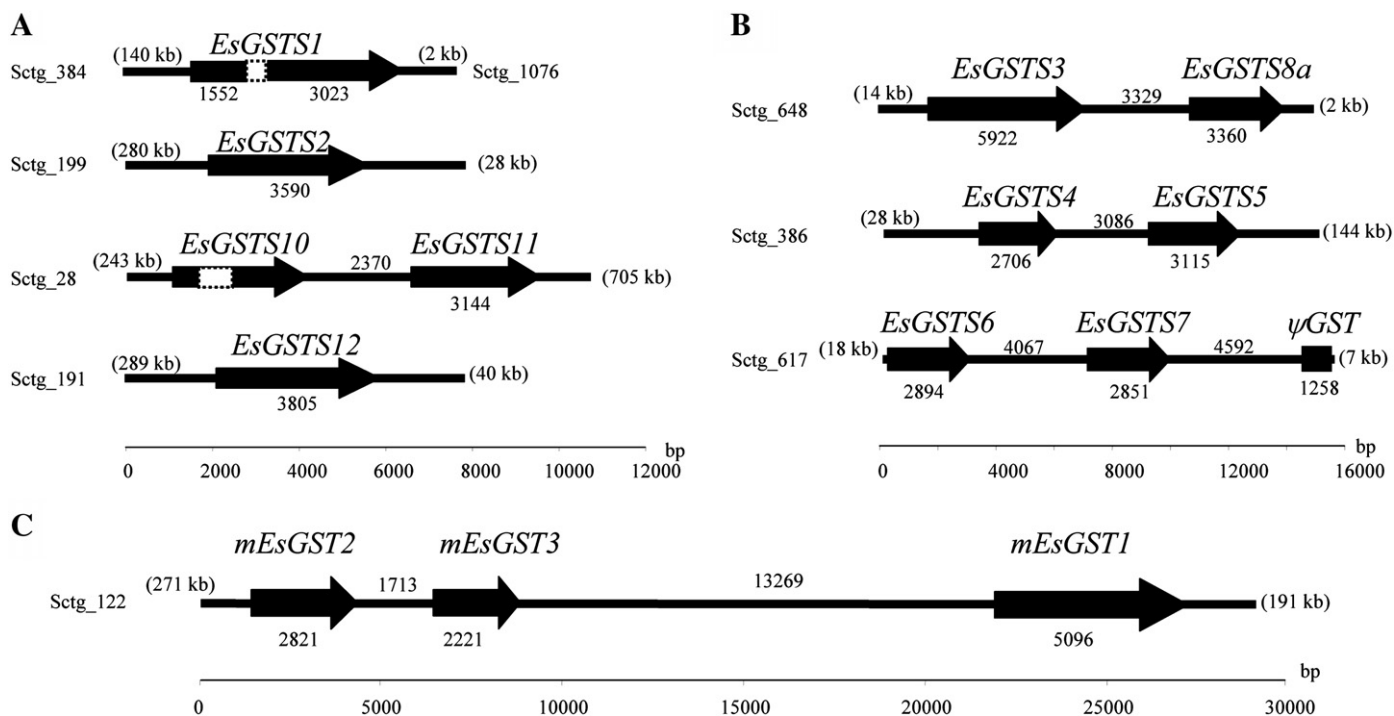 A
EsGSTS1
(140 kb) (2 kb)
Sctg_384 Sctg_1076
1552 3023
EsGSTS2
(280 kb)
Sctg_199 (28 kb)
3590
EsGSTS10 EsGSTS11
(243 kb) 2370
Sctg_28 (705 kb)
3144
EsGSTS12
(289 kb)
Sctg_191 (40 kb)
3805
bp
0 2000 4000 6000 8000 10000 12000
B
EsGSTS3 EsGSTS8a
(14 kb) 3329 (2 kb)
Sctg_648
5922 3360
EsGSTS4 EsGSTS5
(28 kb) 3086
Sctg_386 (144 kb)
2706 3115
EsGSTS6 EsGSTS7 ψGST
(18 kb) 4067 4592 (7 kb)
Sctg_617
2894 2851 1258
bp
0 4000 8000 12000 16000
C
mEsGST2 mEsGST3 mEsGST1
(271 kb) 1713 13269
Sctg_122 (191 kb)
2821 2221 5096
bp
0 5000 10000 15000 20000 25000 30000